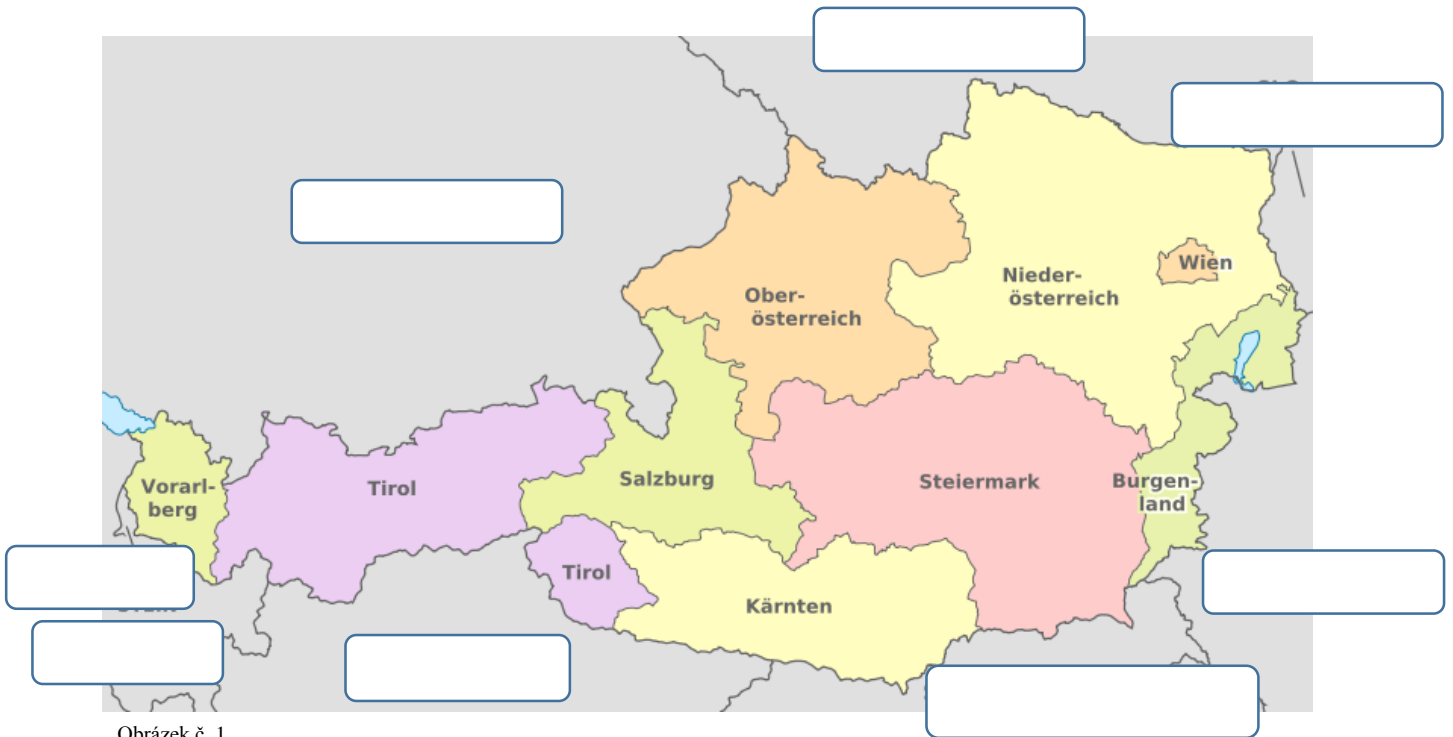 Wien
Nieder-
österreich
Ober-
österreich
Vorarl-
berg
Tirol
Salzburg
Steiermark
Burgen-
land
Tirol
Kärnten
Obrázek č. 1